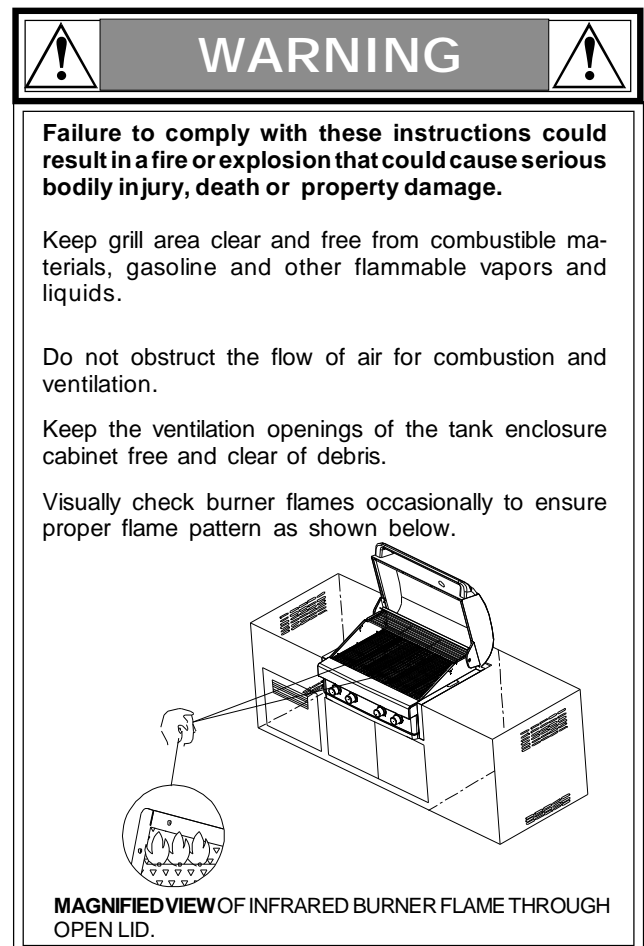 WARNING
Failure to comply with these instructions could
result in a fire or explosion that could cause serious
bodily injury, death or property damage.
Keep grill area clear and free from combustible ma-
terials, gasoline and other flammable vapors and
liquids.
Do not obstruct the flow of air for combustion and
ventilation.
Keep the ventilation openings of the tank enclosure
cabinet free and clear of debris.
Visually check burner flames occasionally to ensure
proper flame pattern as shown below.
MAGNIFIED VIEW OF INFRARED BURNER FLAME THROUGH
OPEN LID.